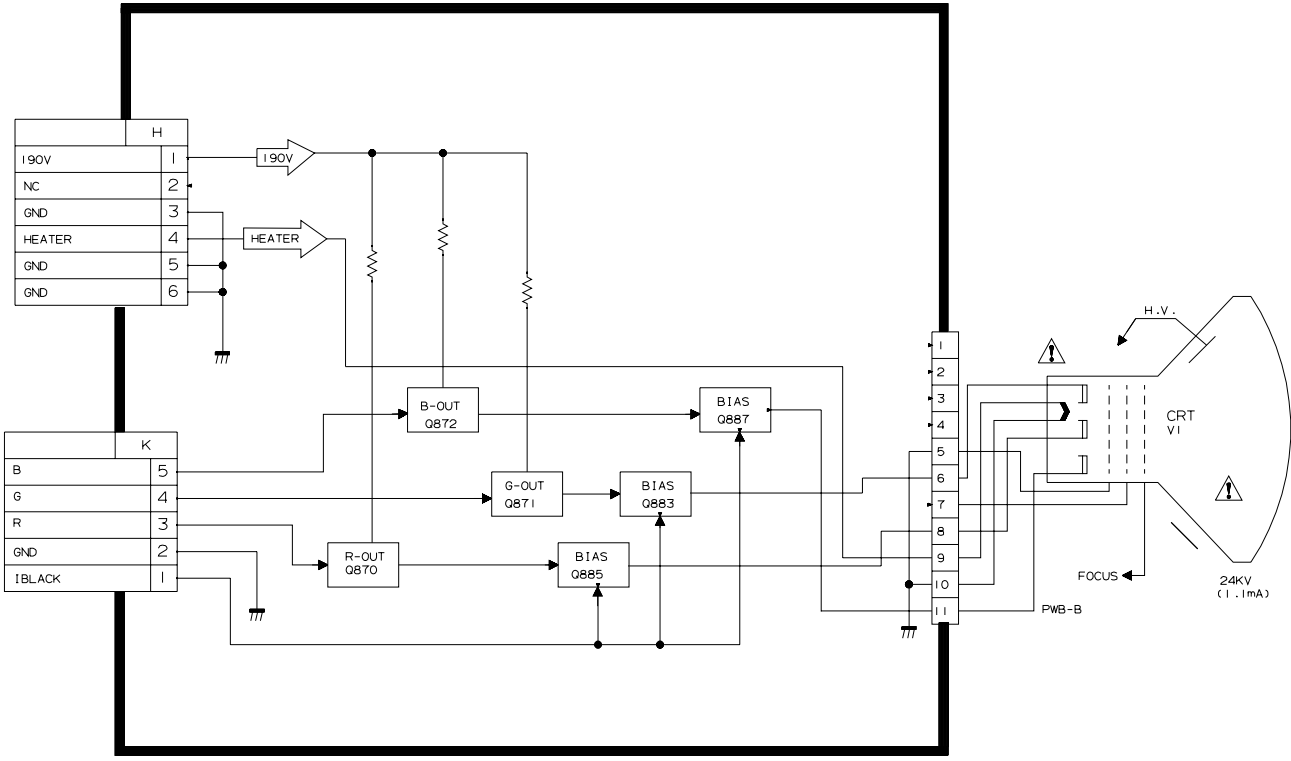 H
190V 1
NC 2
GND 3
HEATER 4
GND 5
GND 6
190V
HEATER
K
B 5
G 4
R 3
GND 2
IBLACK 1
B-OUT
Q872
BIAS
Q887
G-OUT
Q871
BIAS
Q883
R-OUT
Q870
BIAS
Q885
1
2
3
4
5
6
7
8
9
10
11
H.V.
!
CRT
V1
!
FOCUS
24KV
(1.1mA)
PWB-B